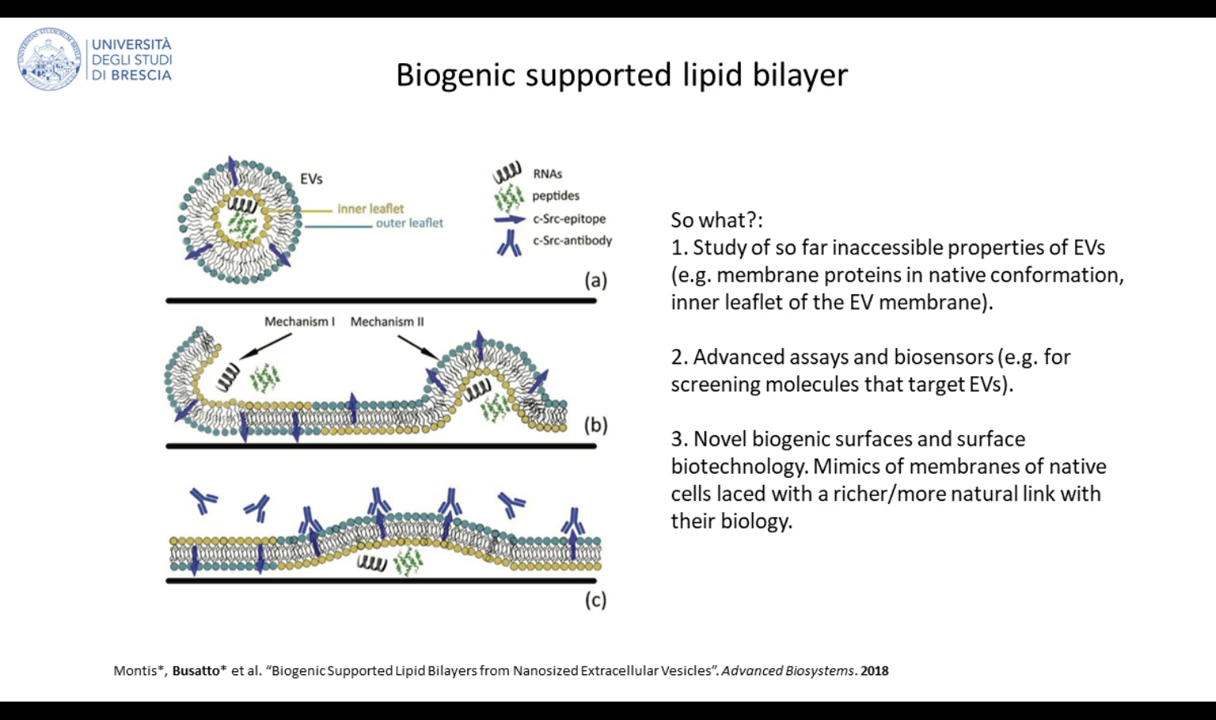 UNIVERSITÀ
DEGLI STUDI
DI BRESCIA
Biogenic supported lipid bilayer
EVs
inner leaflet
outer leaflet
RNAs
peptides
c-Src-epitope
c-Src-antibody
(a)
Mechanism I Mechanism II
(b)
(c)
So what?:
1. Study of so far inaccessible properties of EVs
(e.g. membrane proteins in native conformation,
inner leaflet of the EV membrane).
2. Advanced assays and biosensors (e.g. for
screening molecules that target EVs).
3. Novel biogenic surfaces and surface
biotechnology. Mimics of membranes of native
cells laced with a richer/more natural link with
their biology.
Montis*, Busatto* et al. “Biogenic Supported Lipid Bilayers from Nanosized Extracellular Vesicles”. Advanced Biosystems. 2018